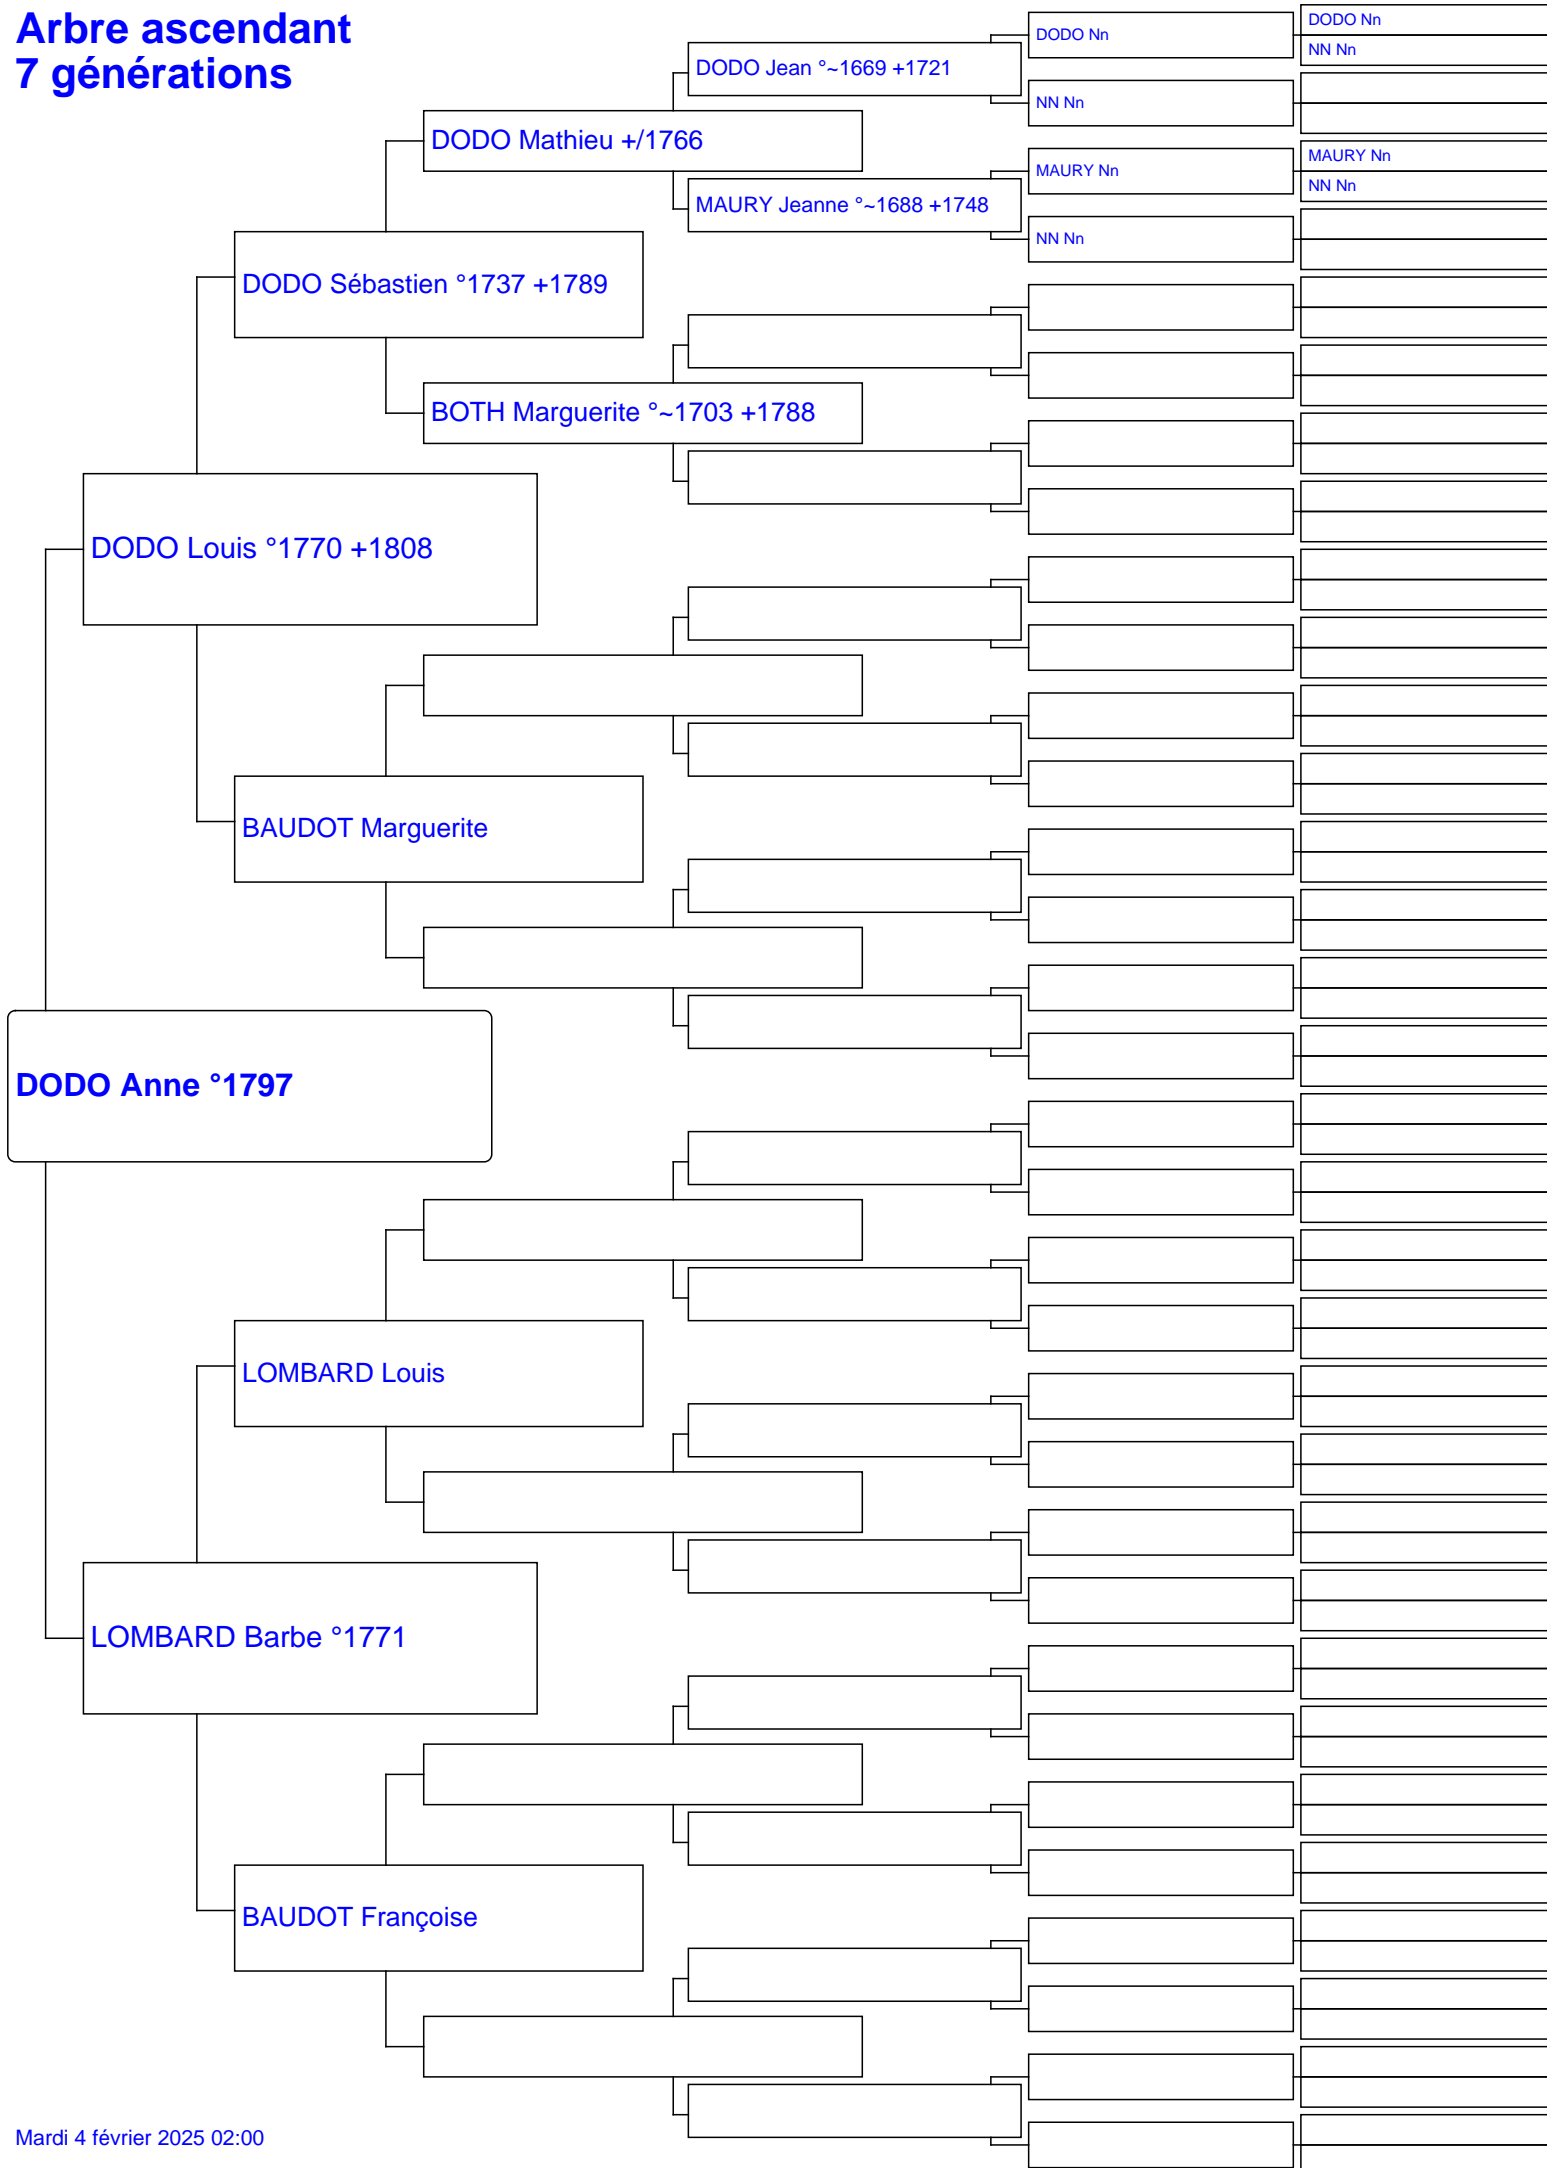 Arbre ascendant
7 générations
DODO Nn
NN Nn
DODO Nn
DODO Jean °~1669 +1721
NN Nn
DODO Mathieu +/1766
MAURY Nn
NN Nn
MAURY Nn
MAURY Jeanne °~1688 +1748
NN Nn
DODO Sébastien °1737 +1789
BOTH Marguerite °~1703 +1788
DODO Louis °1770 +1808
BAUDOT Marguerite
DODO Anne °1797
LOMBARD Louis
LOMBARD Barbe °1771
BAUDOT Françoise
Mardi 4 février 2025 02:00